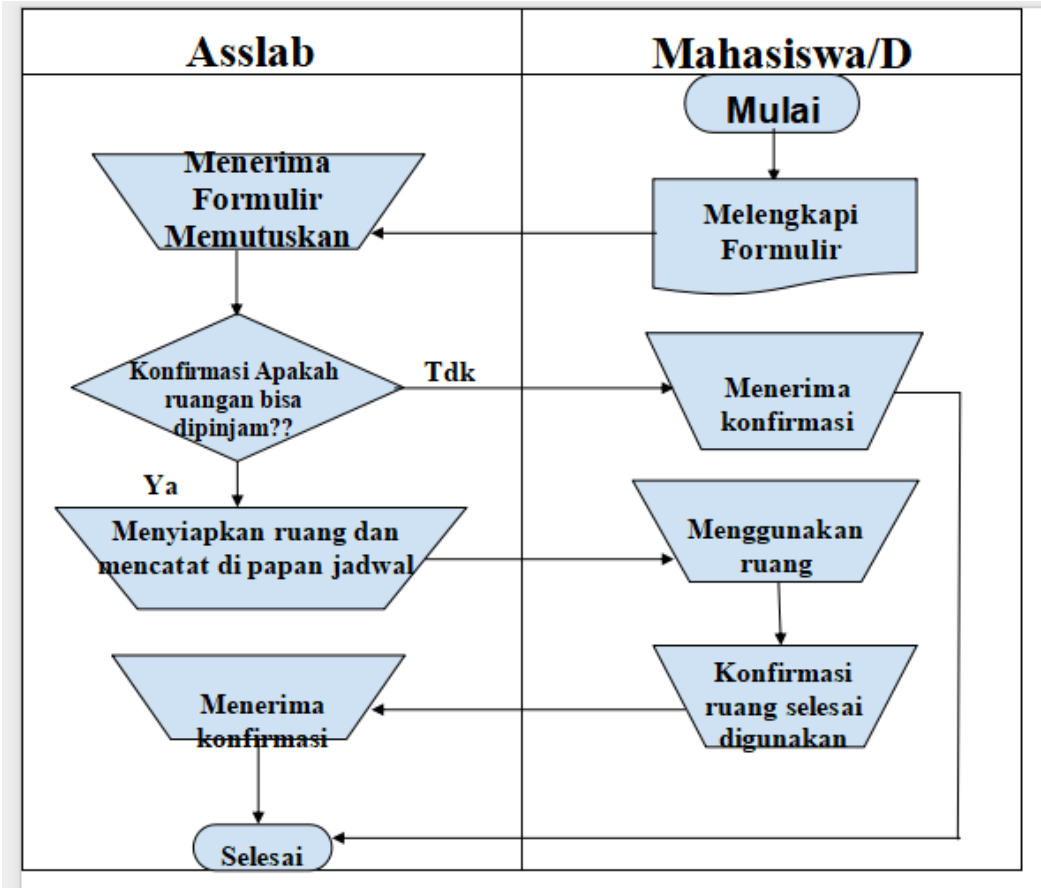 Asslab
Mahasiswa/D
Mulai
Menerima
Formulir
Memutuskan
Melengkapi
Formulir
Konfirmasi Apakah
ruangan bisa
dipinjam??
Tdk
Menerima
konfirmasi
Ya
Menyiapkan ruang dan
mencatat di papan jadwal
Menggunakan
ruang
Konfirmasi
ruang selesai
digunakan
Menerima
konfirmasi
Selesai